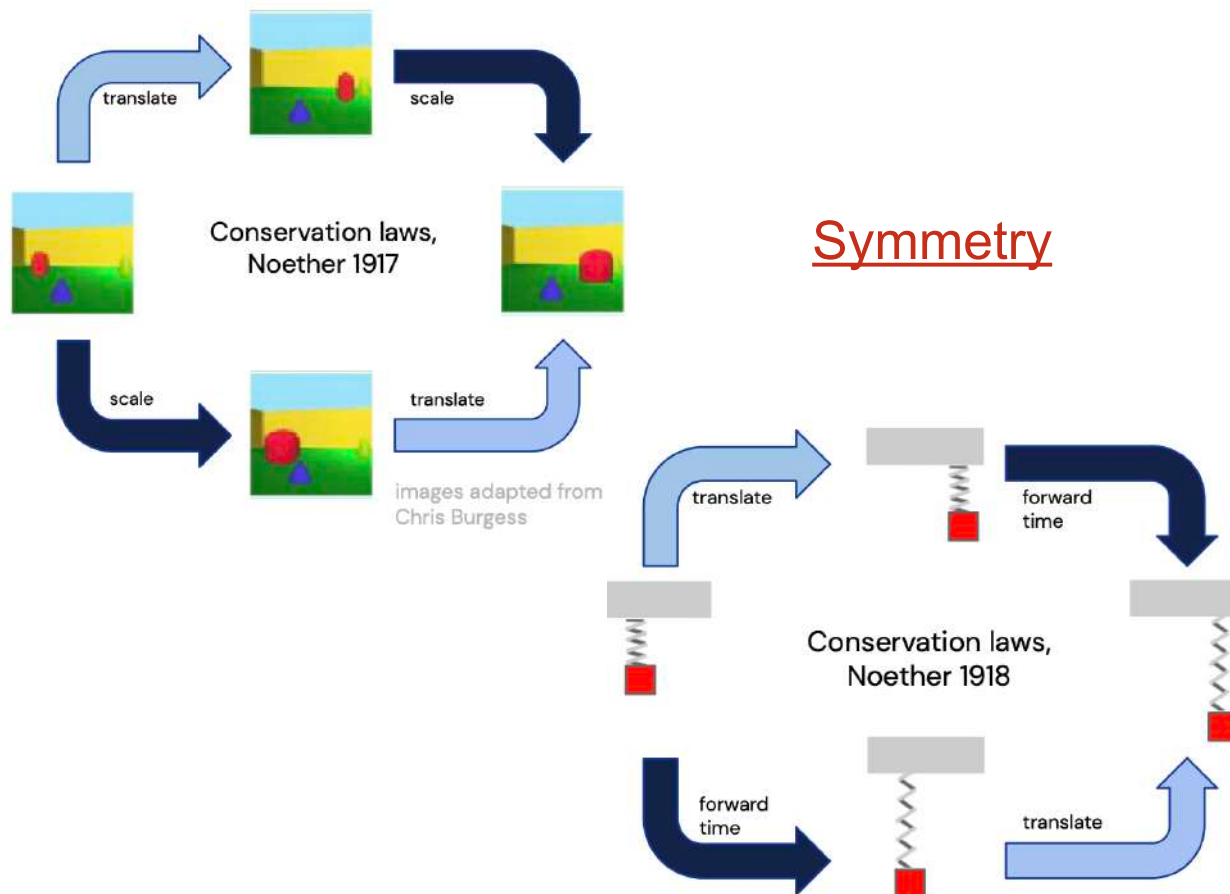 translate
scale
Conservation laws,
Noether 1917
Symmetry
scale
translate
images adapted from
Chris Burgess
translate
forward
time
Conservation laws,
Noether 1918
forward
time
translate